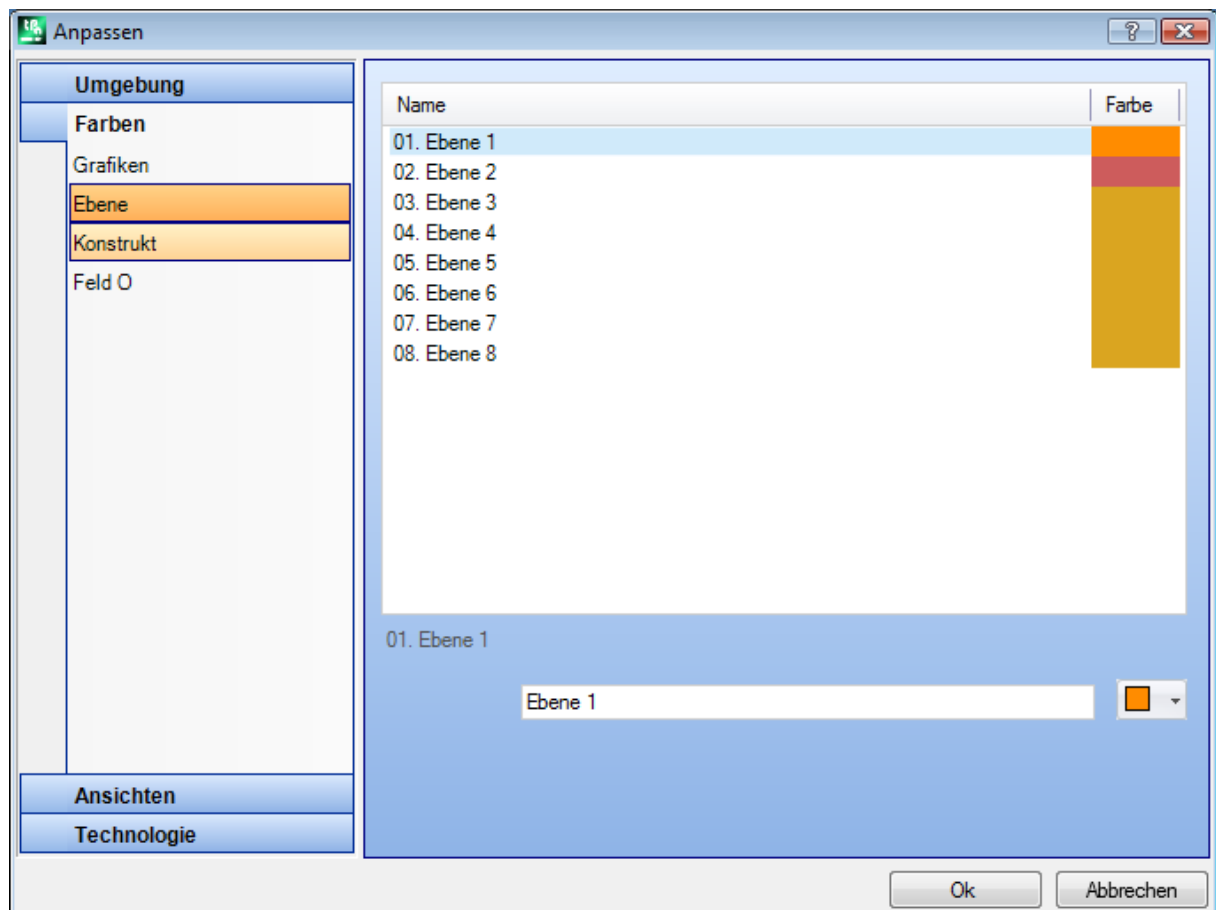 Anpassen
Umgebung
Farben
Grafiken
Ebene
Konstrukt
Feld O
Ansichten
Technologie
Name Farbe
01. Ebene 1
02. Ebene 2
03. Ebene 3
04. Ebene 4
05. Ebene 5
06. Ebene 6
07. Ebene 7
08. Ebene 8
01. Ebene 1
Ebene 1
Ok Abbrechen